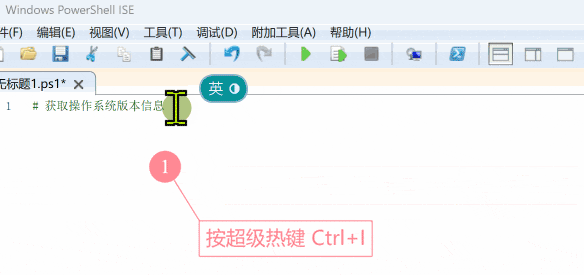 Windows PowerShell ISE
件(F) 编辑(E) 视图(V) 工具(T) 调试(D) 附加工具(A) 帮助(H)
无标题1.ps1*
英
1 # 获取操作系统版本信息
1
按超级热键 Ctrl+I